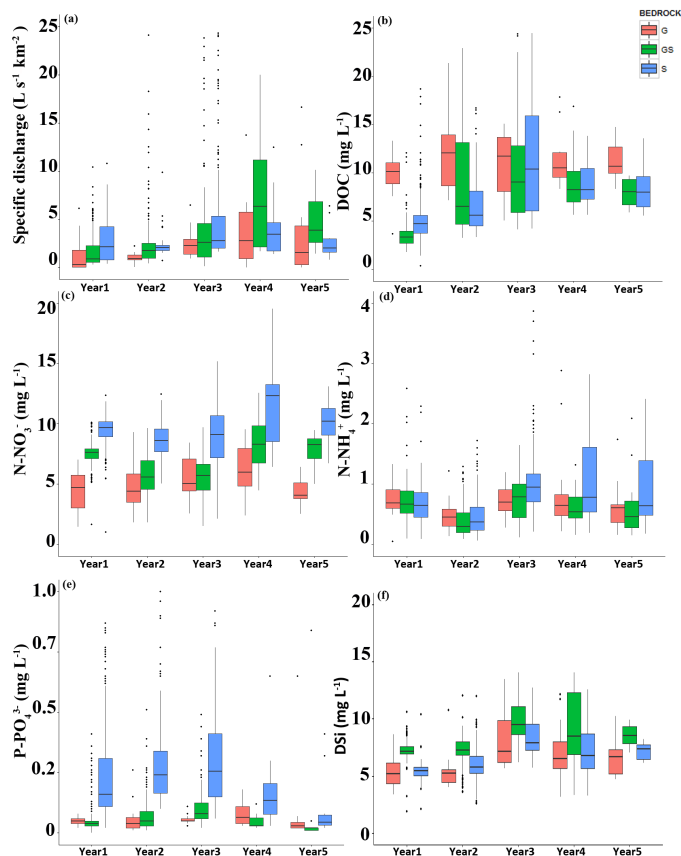 BEDROCK
G
GS
S
(a)
Specific discharge (L s⁻¹ km⁻²)
25
20
15
10
5
0
Year1 Year2 Year3 Year4 Year5
(b)
DOC (mg L⁻¹)
25
20
15
10
5
0
Year1 Year2 Year3 Year4 Year5
(c)
N-NO₃⁻ (mg L⁻¹)
20
15
10
5
0
Year1 Year2 Year3 Year4 Year5
(d)
N-NH₄⁺ (mg L⁻¹)
4
3
2
1
0
Year1 Year2 Year3 Year4 Year5
(e)
P-PO₄³⁻ (mg L⁻¹)
1.0
0.7
0.5
0.2
0
Year1 Year2 Year3 Year4 Year5
(f)
DSi (mg L⁻¹)
20
15
10
5
0
Year1 Year2 Year3 Year4 Year5